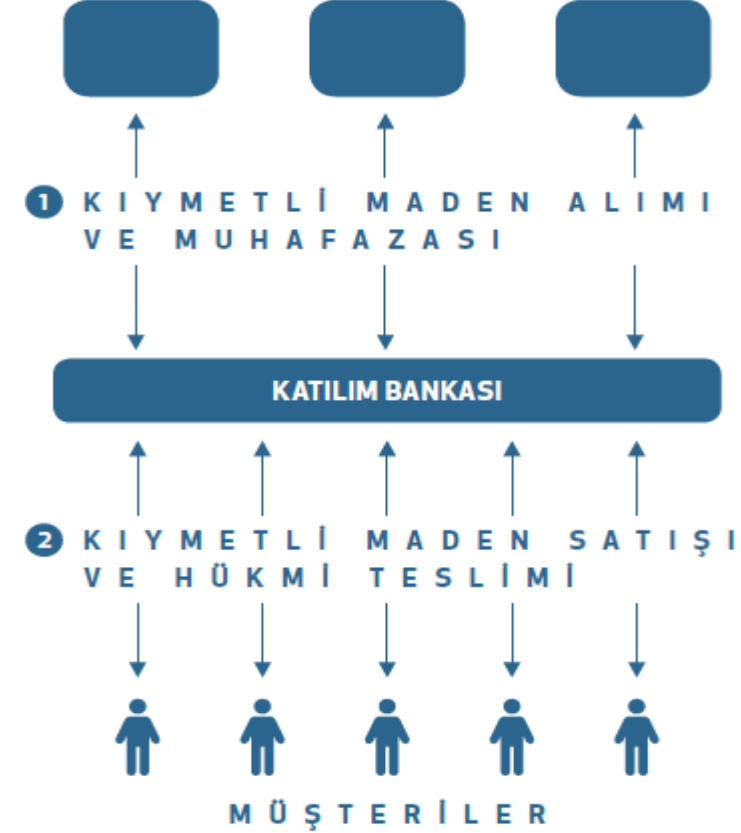 1 KIYMETLİ MADEN ALIMI
VE MUHAFAZASI
KATILIM BANKASI
2 KIYMETLİ MADEN SATIŞI
VE HÜKMİ TESLİMİ
MÜŞTERİLER